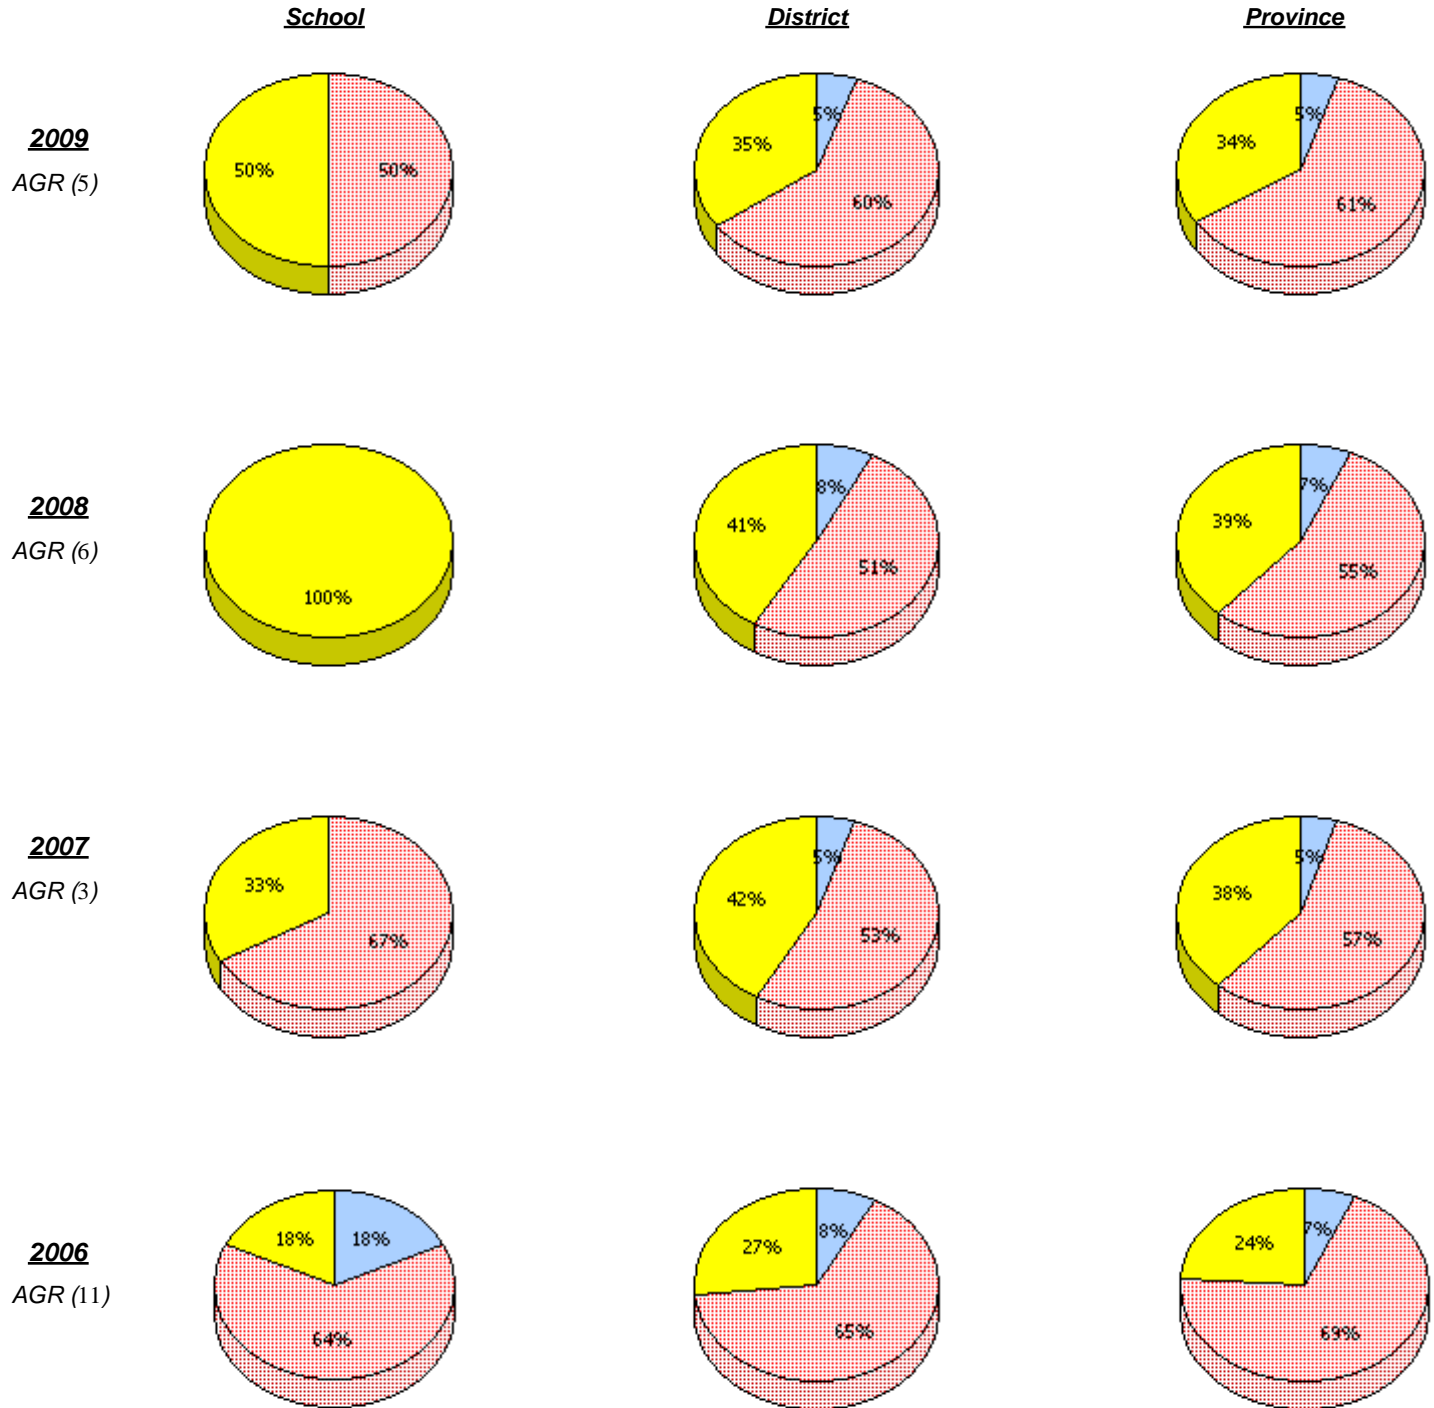 School District Province
2009
AGR (5)
50% 50% 35% 5% 60% 34% 5% 61%
2008
AGR (6)
100% 41% 8% 51% 39% 7% 55%
2007
AGR (3)
33% 67% 42% 5% 53% 38% 5% 57%
2006
AGR (11)
18% 18% 64% 27% 8% 65% 24% 7% 69%